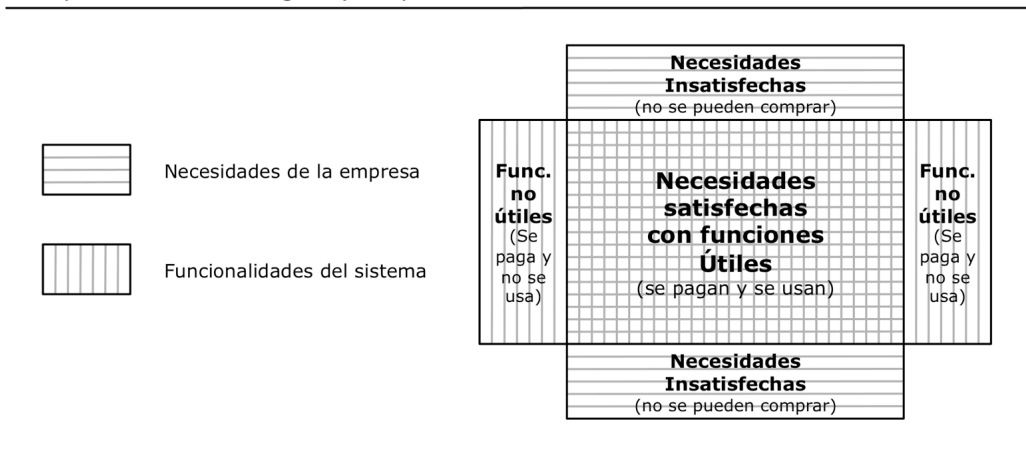 Necesidades
Insatisfechas
(no se pueden comprar)
Necesidades de la empresa
Funcionalidades del sistema
Func.
no
útiles
(Se
paga y
no se
usa)
Necesidades
satisfechas
con funciones
Útiles
(se pagan y se usan)
Func.
no
útiles
(Se
paga y
no se
usa)
Necesidades
Insatisfechas
(no se pueden comprar)